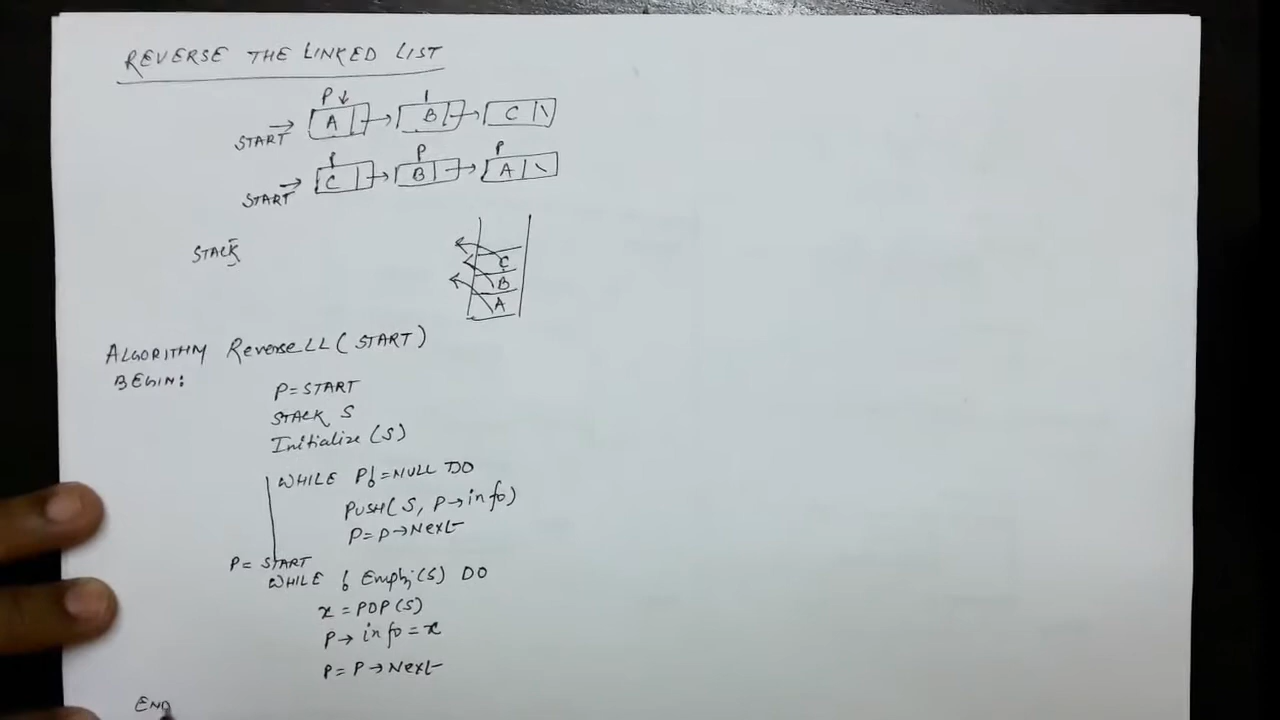 REVERSE THE LINKED LIST
P
START A B C
P P P
START C B A
STACK
C
B
A
ALGORITHM ReverseLL(START)
BEGIN:
P=START
STACK S
Initialize(S)
WHILE P!=NULL DO
PUSH(S, P→info)
P=P→Next
P= START
WHILE ! Empty(S) DO
x = POP(S)
P→ info = x
P= P→Next
END